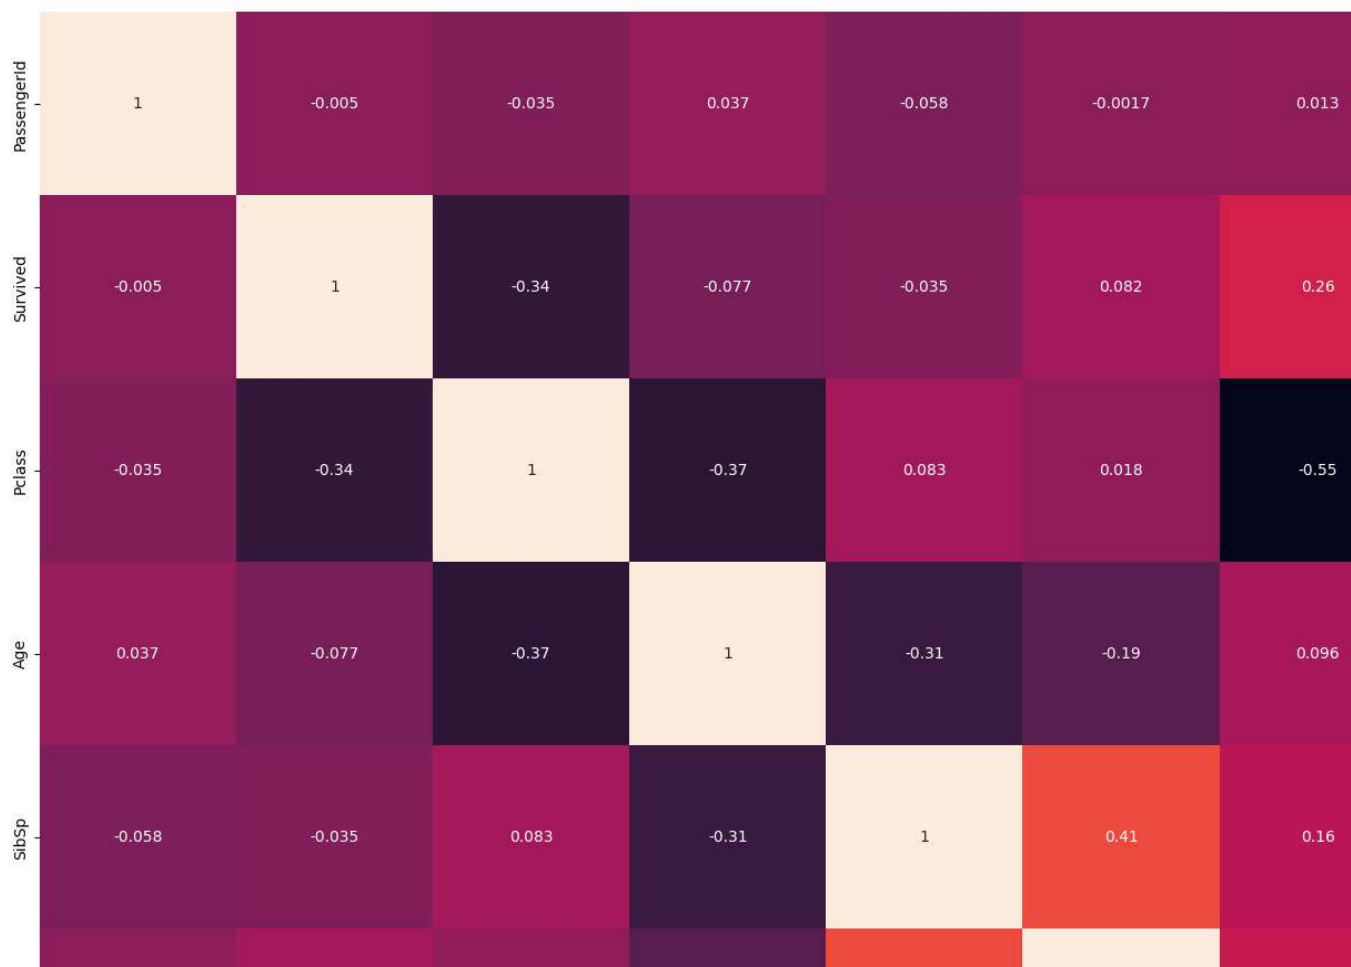 PassengerId
1 -0.005 -0.035 0.037 -0.058 -0.0017 0.013
Survived
-0.005 1 -0.34 -0.077 -0.035 0.082 0.26
Pclass
-0.035 -0.34 1 -0.37 0.083 0.018 -0.55
Age
0.037 -0.077 -0.37 1 -0.31 -0.19 0.096
SibSp
-0.058 -0.035 0.083 -0.31 1 0.41 0.16